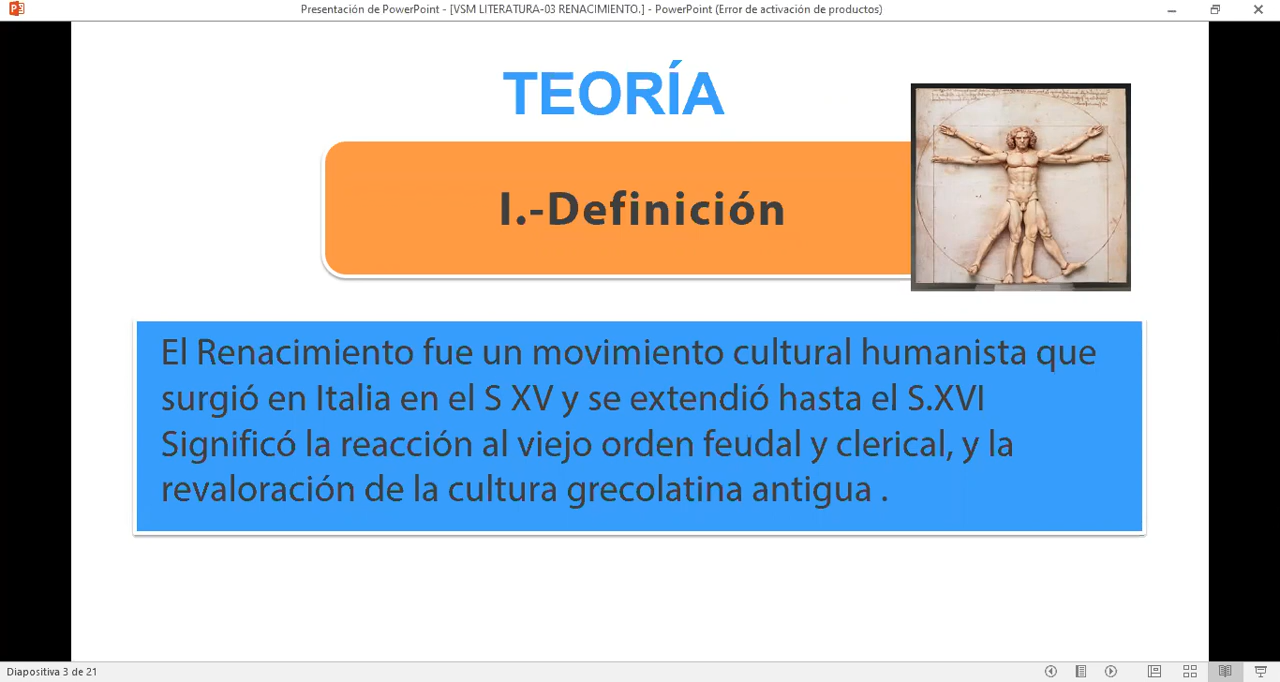 Presentación de PowerPoint - [VSM LITERATURA-03 RENACIMIENTO.] - PowerPoint (Error de activación de productos)
TEORÍA
I.-Definición
El Renacimiento fue un movimiento cultural humanista que
surgió en Italia en el S XV y se extendió hasta el S.XVI
Significó la reacción al viejo orden feudal y clerical, y la
revaloración de la cultura grecolatina antigua .
Diapositiva 3 de 21